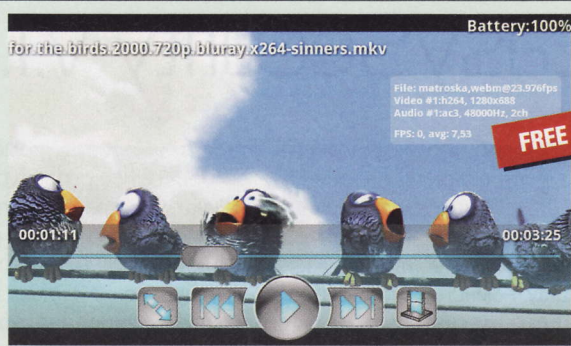 Battery:100%
for.the.birds.2000.720p.bluray.x264-sinners.mkv
File: matroska,webm@23.976fps
Video #1:h264, 1280x688
Audio #1:ac3, 48000Hz, 2ch
FPS: 0, avg: 7,53
FREE
00:01:11
00:03:25